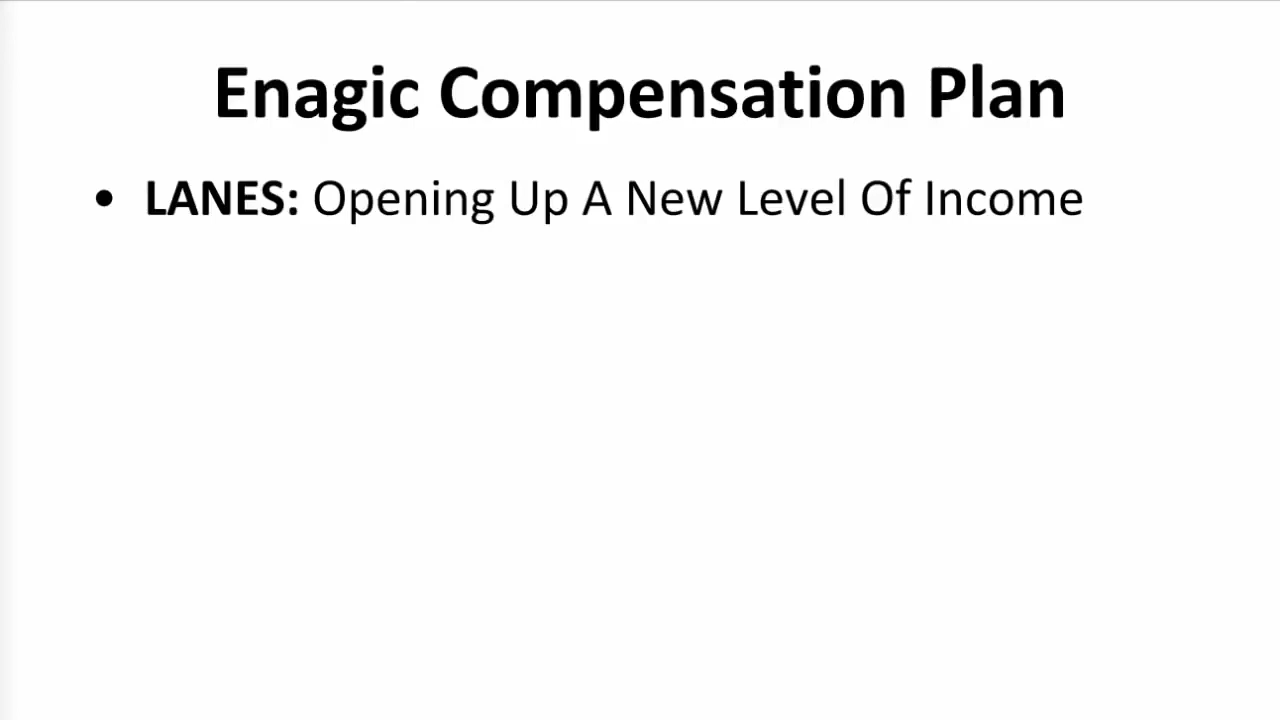 Enagic Compensation Plan
• LANES: Opening Up A New Level Of Income